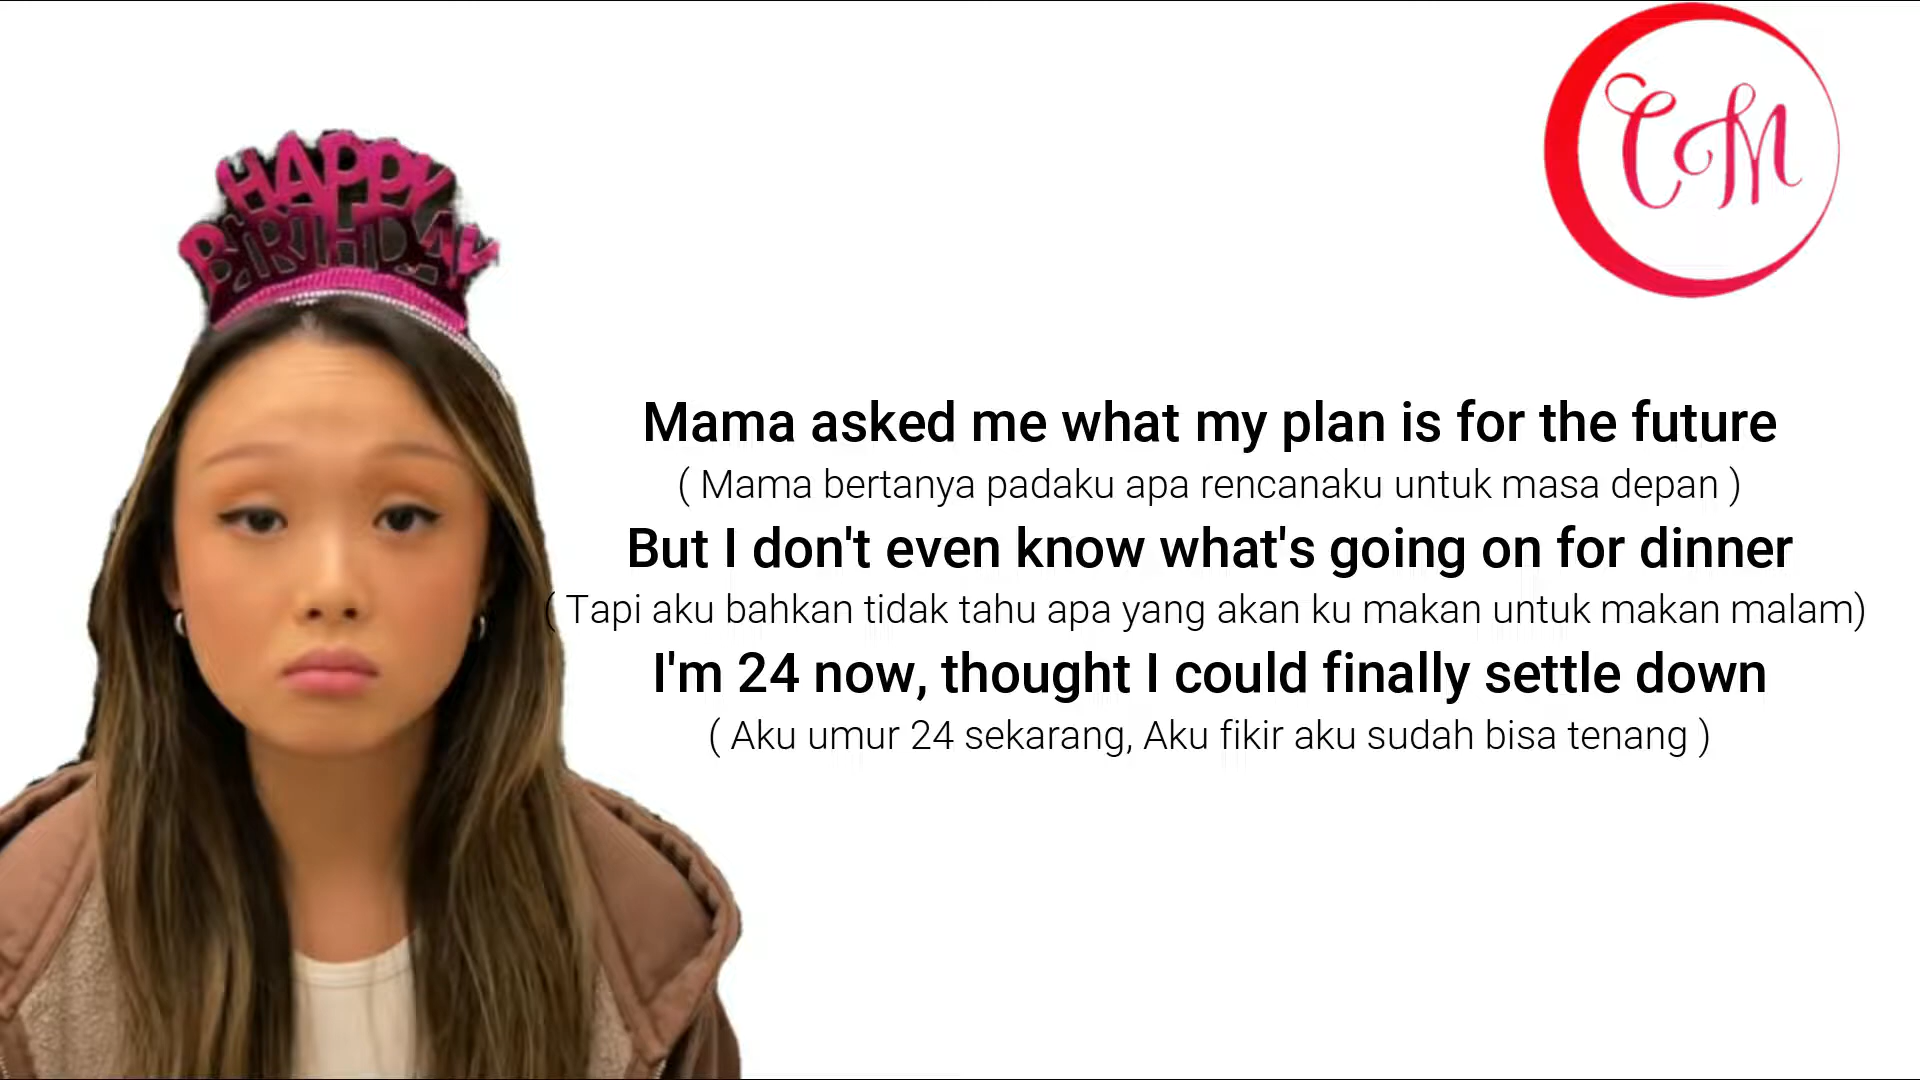 HAPPY
BIRTHDAY
CM
Mama asked me what my plan is for the future
( Mama bertanya padaku apa rencanaku untuk masa depan )
But I don't even know what's going on for dinner
( Tapi aku bahkan tidak tahu apa yang akan ku makan untuk makan malam)
I'm 24 now, thought I could finally settle down
( Aku umur 24 sekarang, Aku fikir aku sudah bisa tenang )